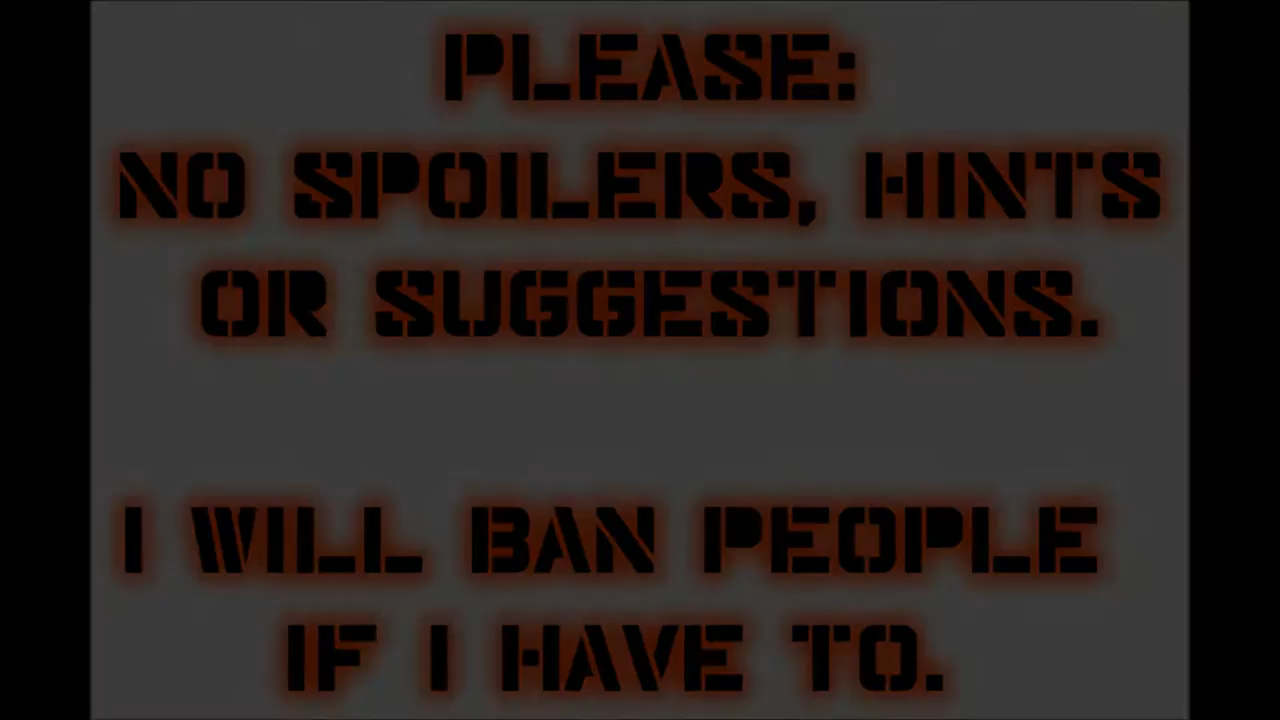 PLEASE:
NO SPOILERS, HINTS
OR SUGGESTIONS.
I WILL BAN PEOPLE
IF I HAVE TO.